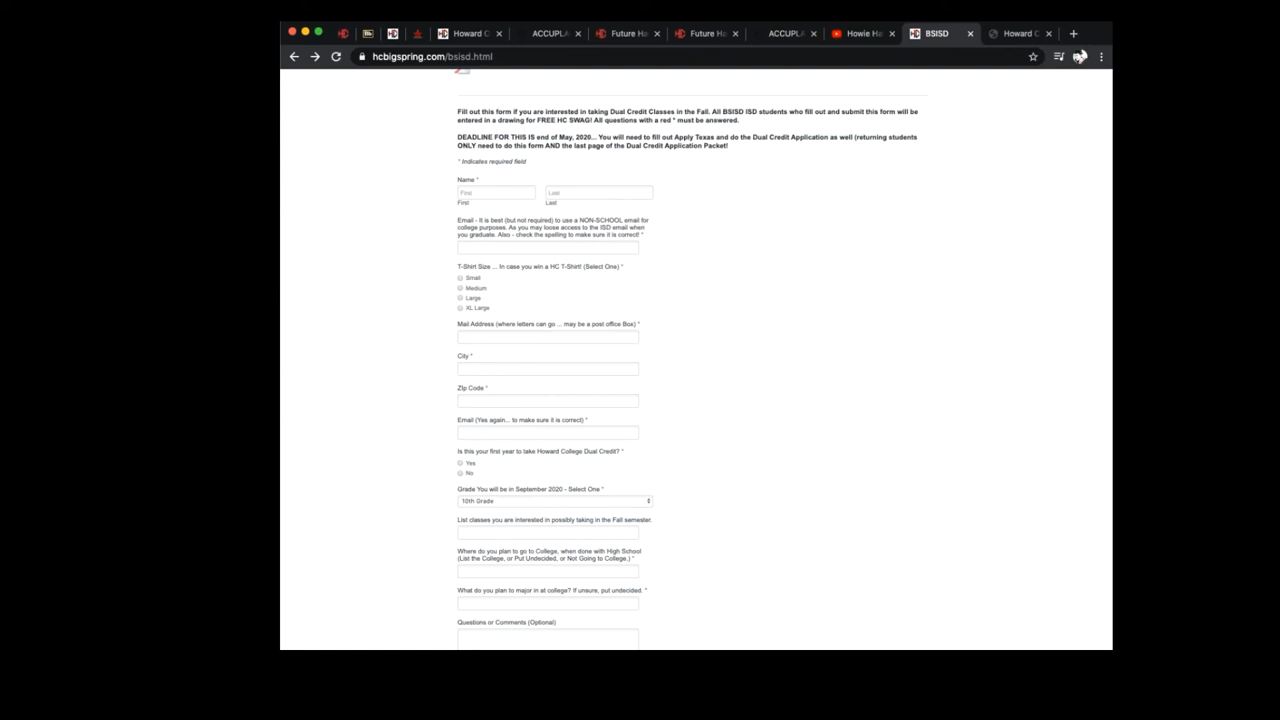 Howard C
ACCUPLA
Future Ha
Future Ha
ACCUPLA
Howie Ha
BSISD
Howard C
hcbigspring.com/bsisd.html
Fill out this form if you are interested in taking Dual Credit Classes in the Fall. All BSISD ISD students who fill out and submit this form will be
entered in a drawing for FREE HC SWAG! All questions with a red * must be answered.
DEADLINE FOR THIS IS end of May, 2020... You will need to fill out Apply Texas and do the Dual Credit Application as well (returning students
ONLY need to do this form AND the last page of the Dual Credit Application Packet!
* Indicates required field
Name *
First
Last
First
Last
Email - It is best (but not required) to use a NON-SCHOOL email for
college purposes. As you may loose access to the ISD email when
you graduate. Also - check the spelling to make sure it is correct! *
T-Shirt Size ... In case you win a HC T-Shirt! (Select One) *
Small
Medium
Large
XL Large
Mail Address (where letters can go ... may be a post office Box) *
City *
ZIp Code *
Email (Yes again... to make sure it is correct) *
Is this your first year to take Howard College Dual Credit? *
Yes
No
Grade You will be in September 2020 - Select One *
10th Grade
List classes you are interested in possibly taking in the Fall semester.
Where do you plan to go to College, when done with High School
(List the College, or Put Undecided, or Not Going to College.) *
What do you plan to major in at college? If unsure, put undecided. *
Questions or Comments (Optional)